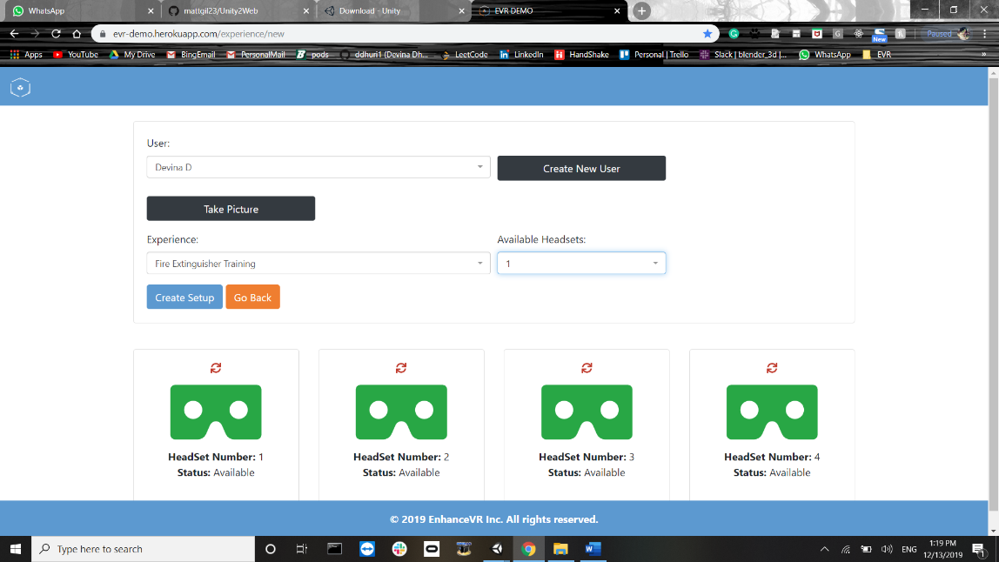 WhatsApp
mattgil23/Unity2Web
Download - Unity
EVR DEMO
evr-demo.herokuapp.com/experience/new
New
Paused
Apps
YouTube
My Drive
BingEmail
PersonalMail
pods
ddhuri1 (Devina Dh...
LeetCode
LinkedIn
HandShake
Personal | Trello
Slack | blender_3d |...
WhatsApp
EVR
»
User:
Devina D
Create New User
Take Picture
Experience:
Available Headsets:
Fire Extinguisher Training
1
Create Setup
Go Back
HeadSet Number: 1
Status: Available
HeadSet Number: 2
Status: Available
HeadSet Number: 3
Status: Available
HeadSet Number: 4
Status: Available
© 2019 EnhanceVR Inc. All rights reserved.
Type here to search
ENG
1:19 PM
12/13/2019
1